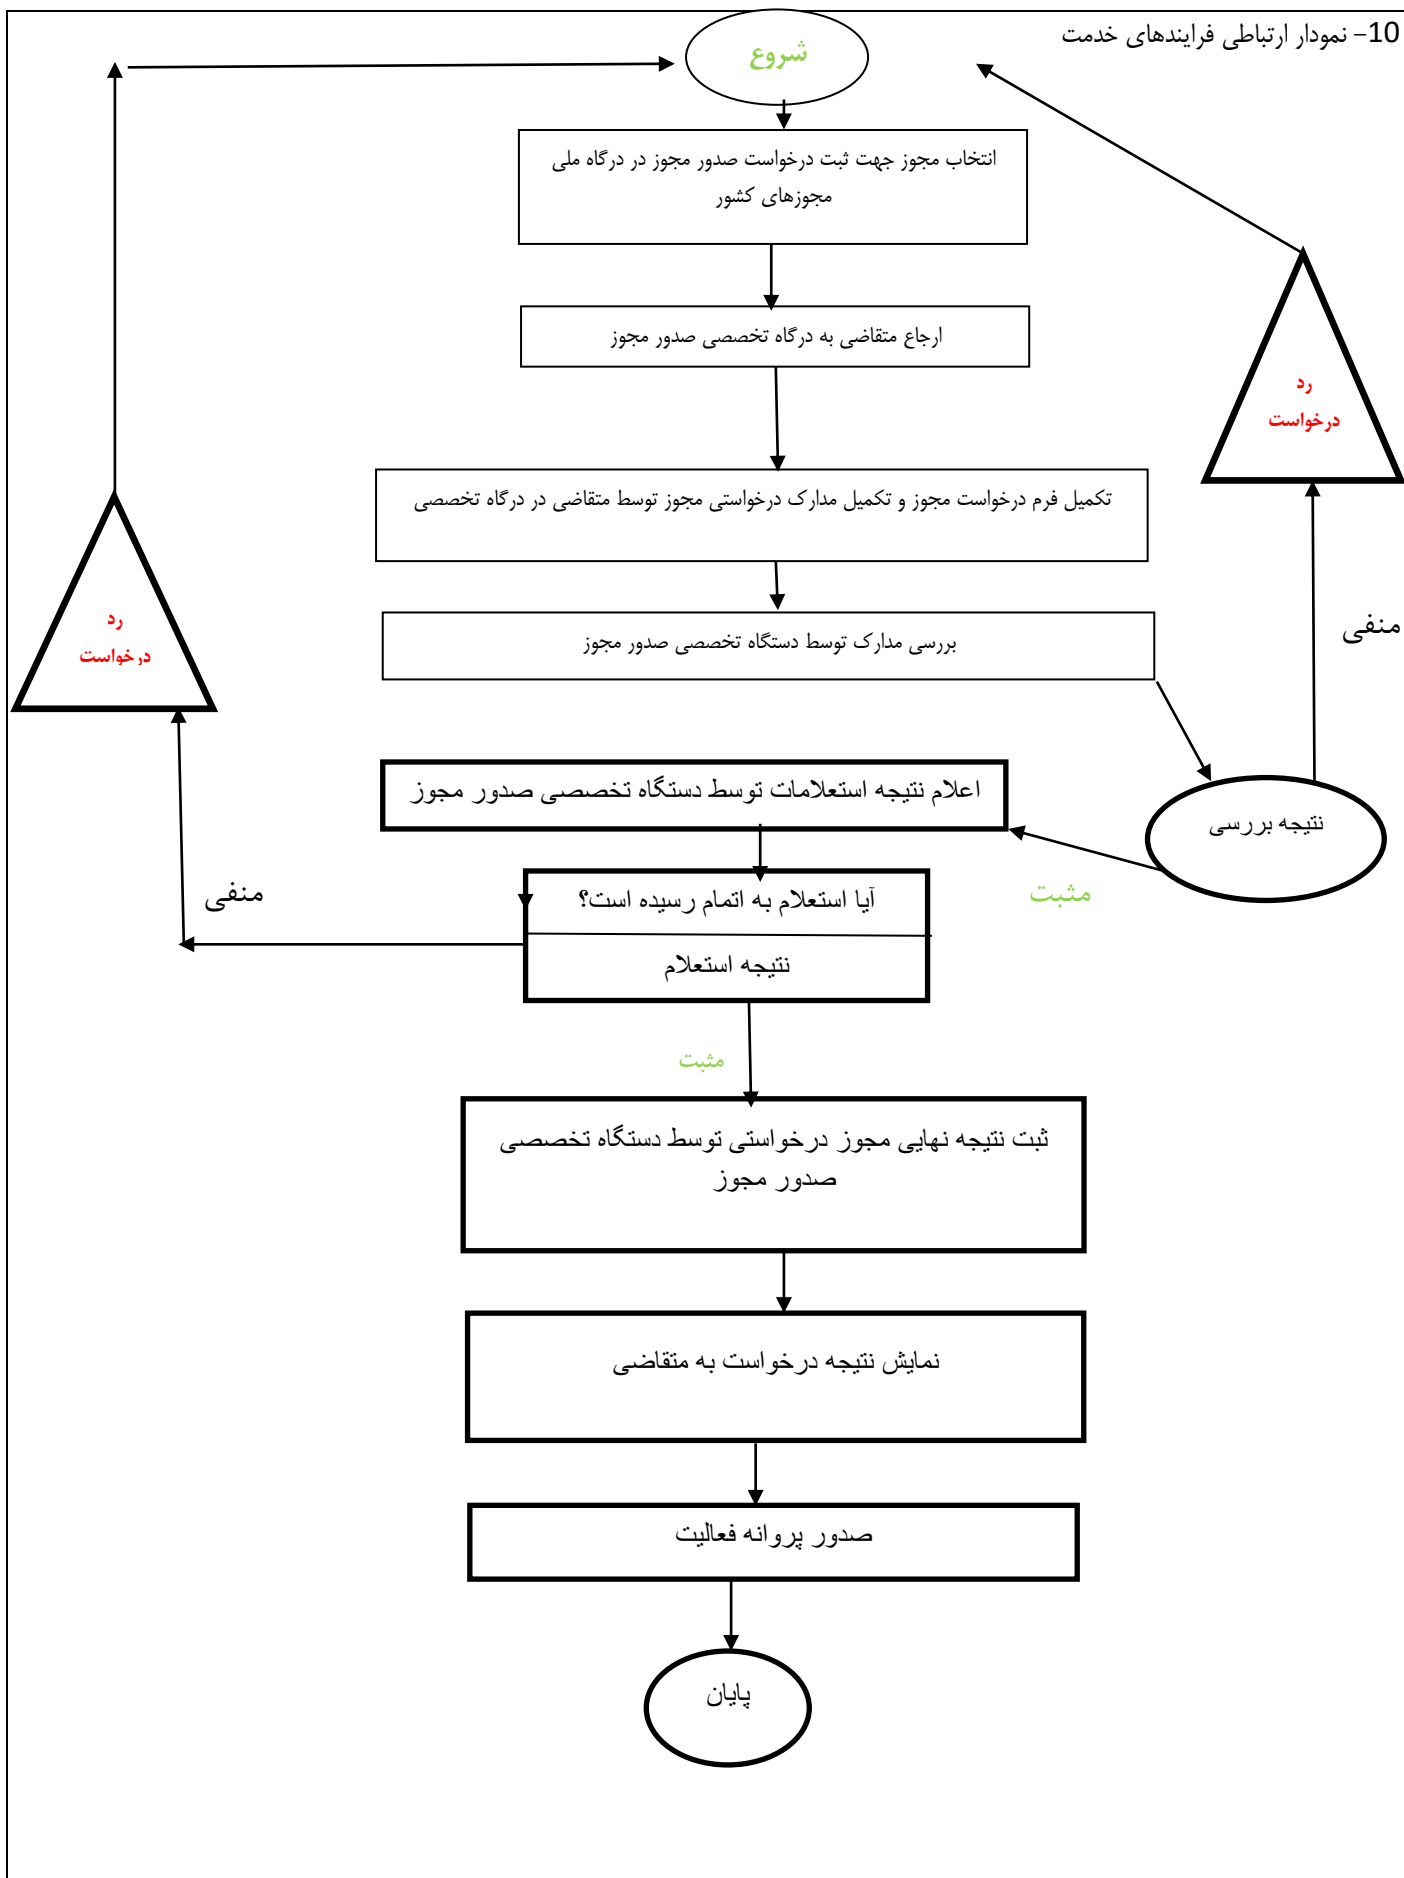 10- نمودار ارتباطی فرایندهای خدمت
شروع
انتخاب مجوز جهت ثبت درخواست صدور مجوز در درگاه ملی
مجوزهای کشور
ارجاع متقاضی به درگاه تخصصی صدور مجوز
رد
درخواست
تکمیل فرم درخواست مجوز و تکمیل مدارک درخواستی مجوز توسط متقاضی در درگاه تخصصی
منفی
رد
درخواست
بررسی مدارک توسط دستگاه تخصصی صدور مجوز
نتیجه بررسی
اعلام نتیجه استعلامات توسط دستگاه تخصصی صدور مجوز
مثبت
آیا استعلام به اتمام رسیده است؟
منفی
نتیجه استعلام
مثبت
ثبت نتیجه نهایی مجوز درخواستی توسط دستگاه تخصصی
صدور مجوز
نمایش نتیجه درخواست به متقاضی
صدور پروانه فعالیت
پایان